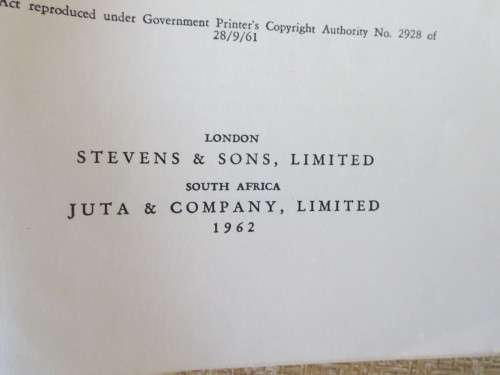 Act reproduced under Government Printer's Copyright Authority No. 2928 of
28/9/61
LONDON
STEVENS & SONS, LIMITED
SOUTH AFRICA
JUTA & COMPANY, LIMITED
1962